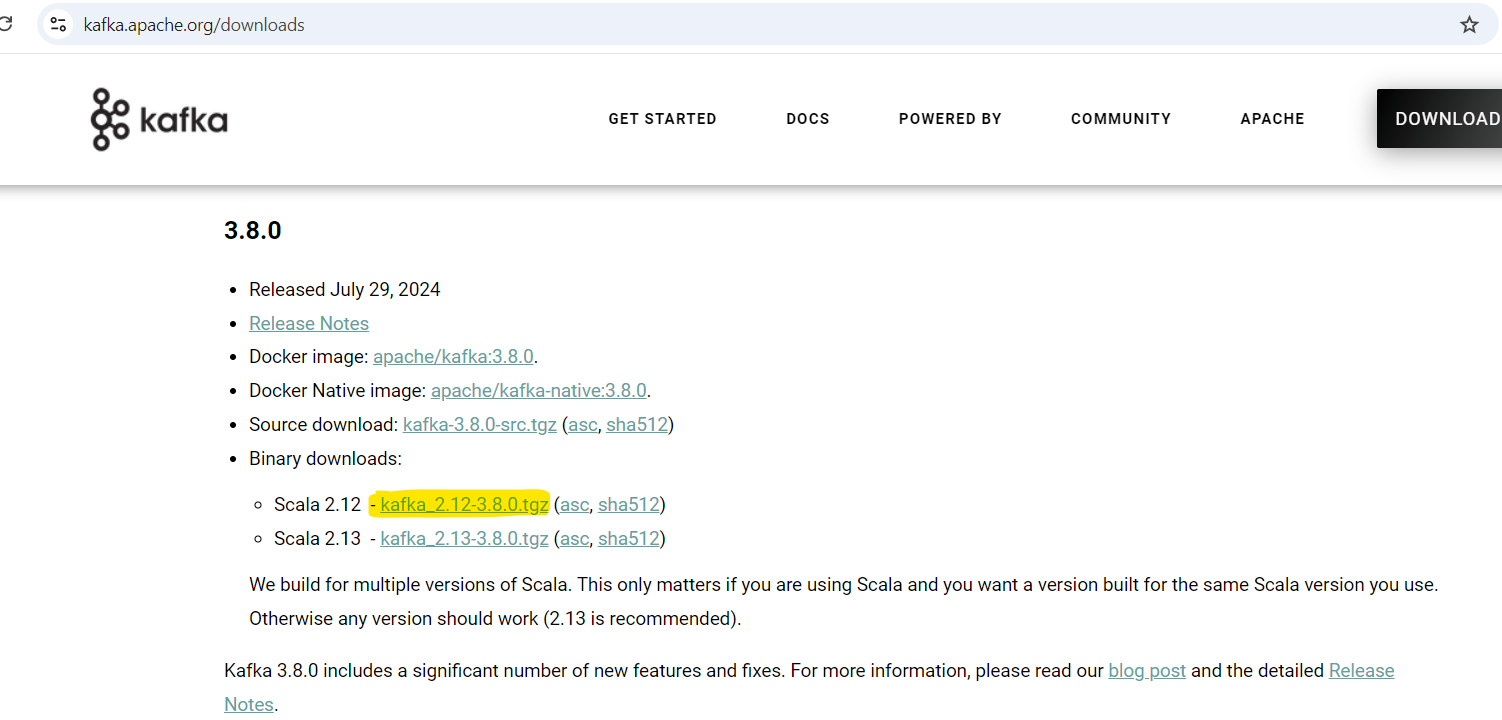 kafka.apache.org/downloads
kafka
GET STARTED
DOCS
POWERED BY
COMMUNITY
APACHE
DOWNLOAD
3.8.0
Released July 29, 2024
Release Notes
Docker image: apache/kafka:3.8.0.
Docker Native image: apache/kafka-native:3.8.0.
Source download: kafka-3.8.0-src.tgz (asc, sha512)
Binary downloads:
Scala 2.12 - kafka_2.12-3.8.0.tgz (asc, sha512)
Scala 2.13 - kafka_2.13-3.8.0.tgz (asc, sha512)
We build for multiple versions of Scala. This only matters if you are using Scala and you want a version built for the same Scala version you use.
Otherwise any version should work (2.13 is recommended).
Kafka 3.8.0 includes a significant number of new features and fixes. For more information, please read our blog post and the detailed Release
Notes.